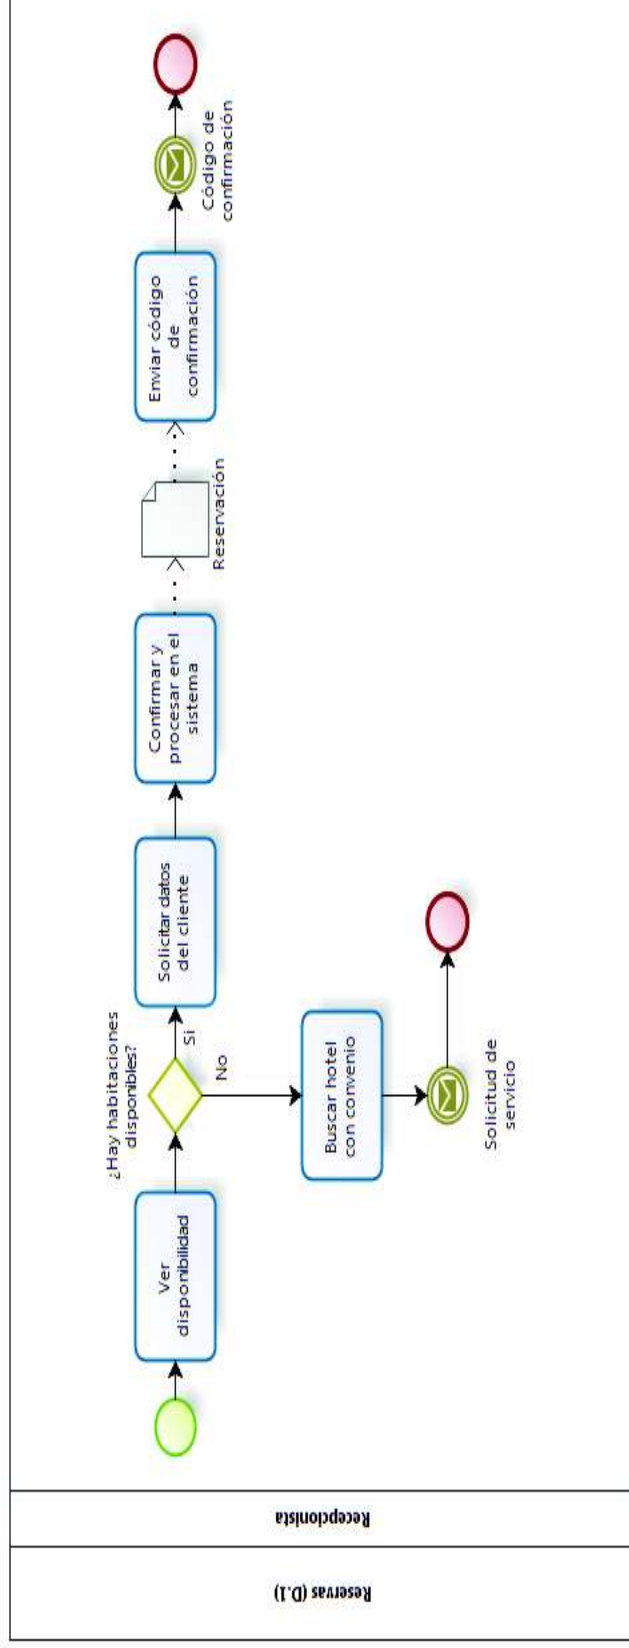 Reservas (D.1)
Recepcionista
Ver
disponibilidad
¿Hay habitaciones
disponibles?
Si
No
Solicitar datos
del cliente
Confirmar y
procesar en el
sistema
Reservación
Enviar código
de
confirmación
Código de
confirmación
Buscar hotel
con convenio
Solicitud de
servicio